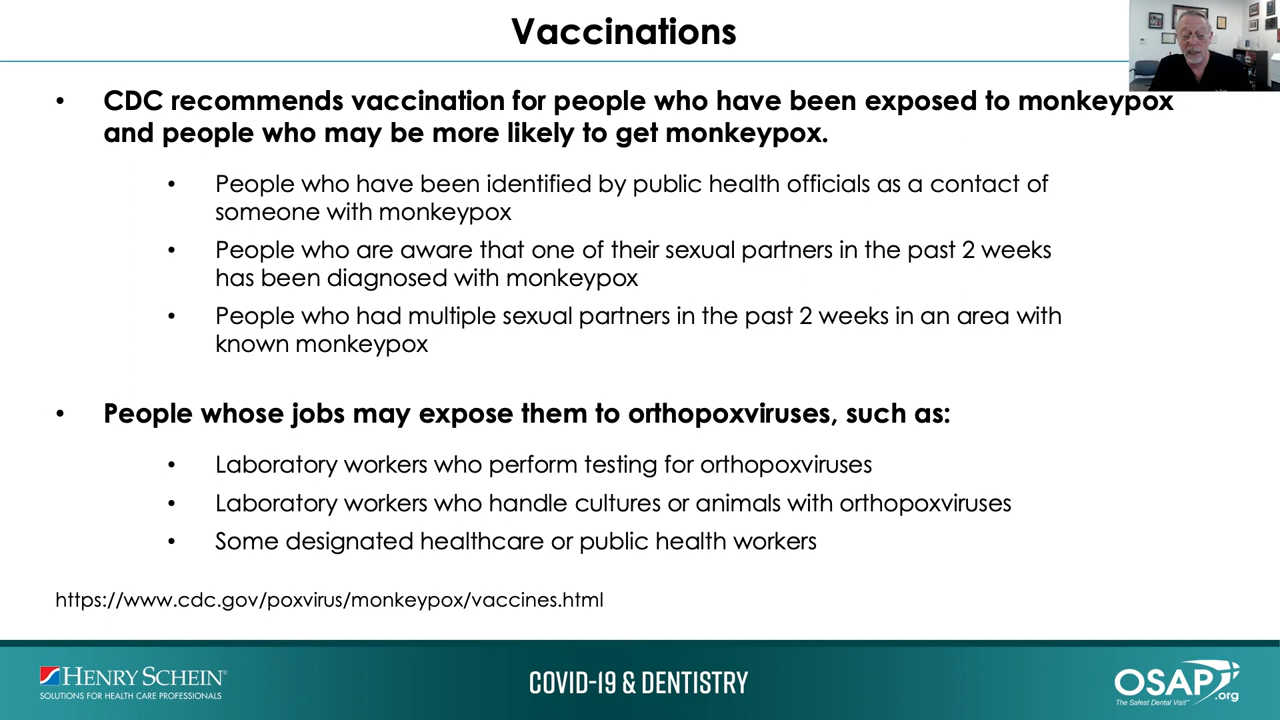 Vaccinations
• CDC recommends vaccination for people who have been exposed to monkeypox
and people who may be more likely to get monkeypox.
• People who have been identified by public health officials as a contact of
someone with monkeypox
• People who are aware that one of their sexual partners in the past 2 weeks
has been diagnosed with monkeypox
• People who had multiple sexual partners in the past 2 weeks in an area with
known monkeypox
• People whose jobs may expose them to orthopoxviruses, such as:
• Laboratory workers who perform testing for orthopoxviruses
• Laboratory workers who handle cultures or animals with orthopoxviruses
• Some designated healthcare or public health workers
https://www.cdc.gov/poxvirus/monkeypox/vaccines.html
HENRY SCHEIN®
SOLUTIONS FOR HEALTH CARE PROFESSIONALS
COVID-19 & DENTISTRY
OSAP.org
The Safest Dental Visit™